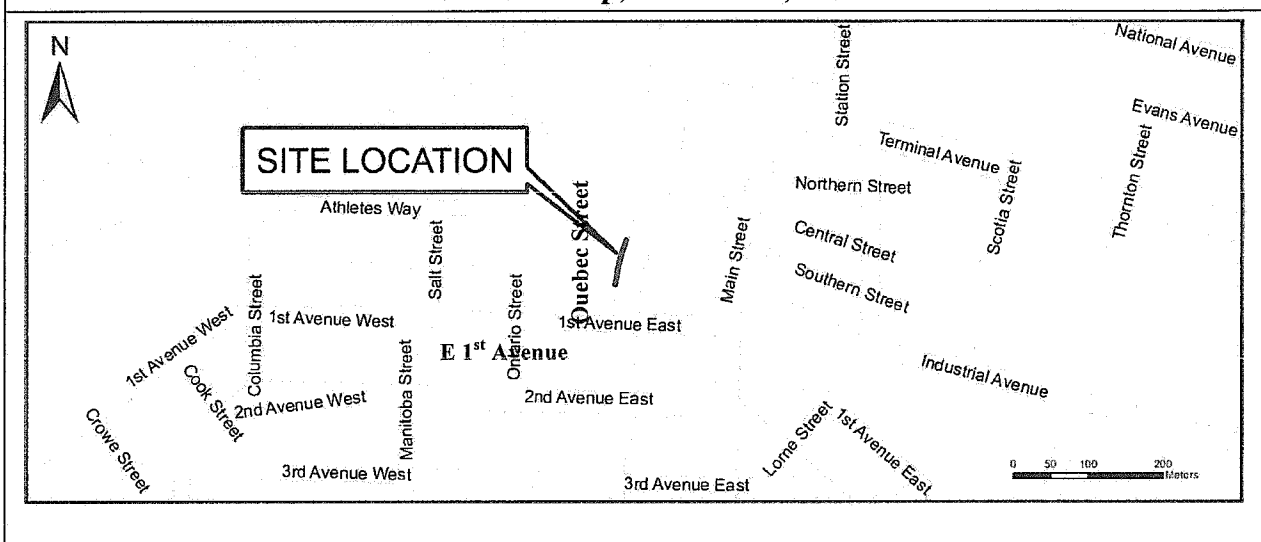 N
National Avenue
Station Street
Evans Avenue
Terminal Avenue
SITE LOCATION
Northern Street
Scotia Street
Thornton Street
Athletes Way
Quebec Street
Salt Street
Main Street
Central Street
Southern Street
Columbia Street
Ontario Street
1st Avenue West
1st Avenue West
1st Avenue East
E 1st Avenue
Manitoba Street
Cook Street
2nd Avenue West
2nd Avenue East
Industrial Avenue
Crowe Street
Lorne Street
1st Avenue East
3rd Avenue West
3rd Avenue East
0 50 100 200
Meters